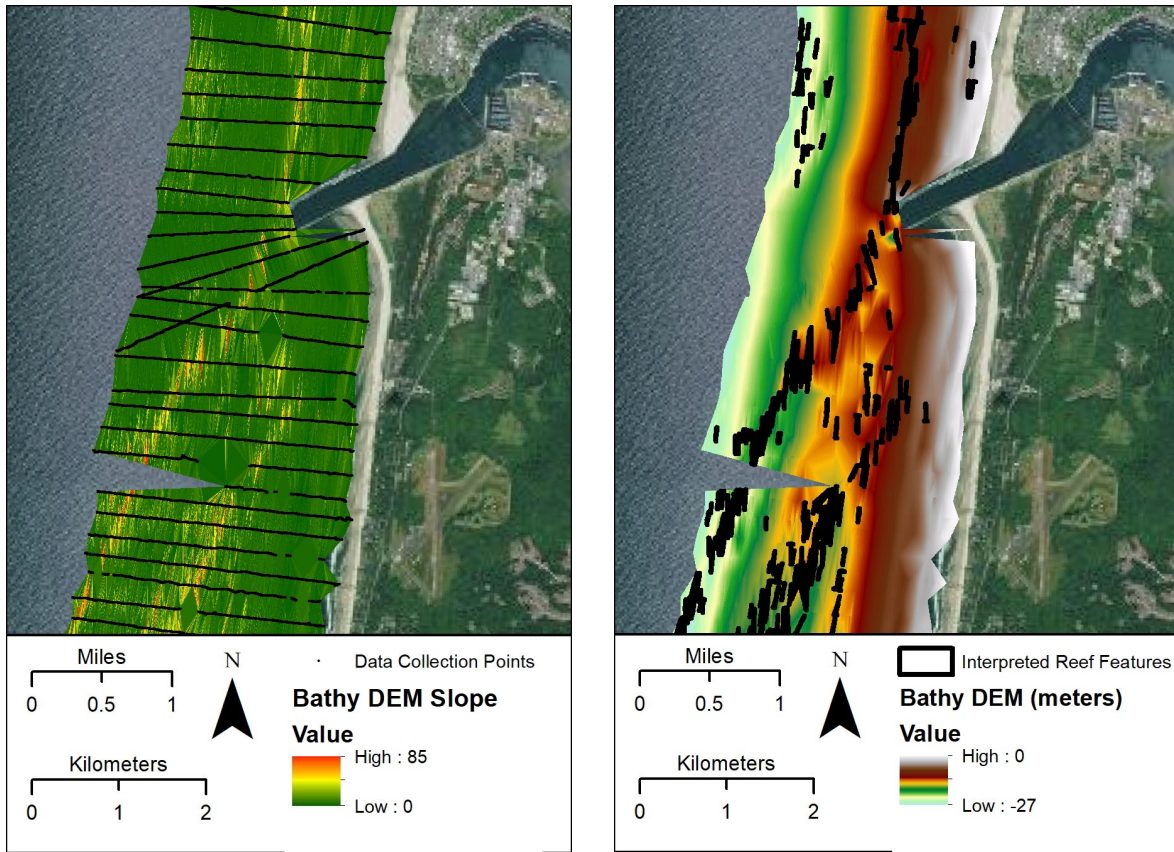 Miles
0 0.5 1
N
· Data Collection Points
Bathy DEM Slope
Value
High : 85
Low : 0
Kilometers
0 1 2
Miles
0 0.5 1
N
Interpreted Reef Features
Bathy DEM (meters)
Value
High : 0
Low : -27
Kilometers
0 1 2